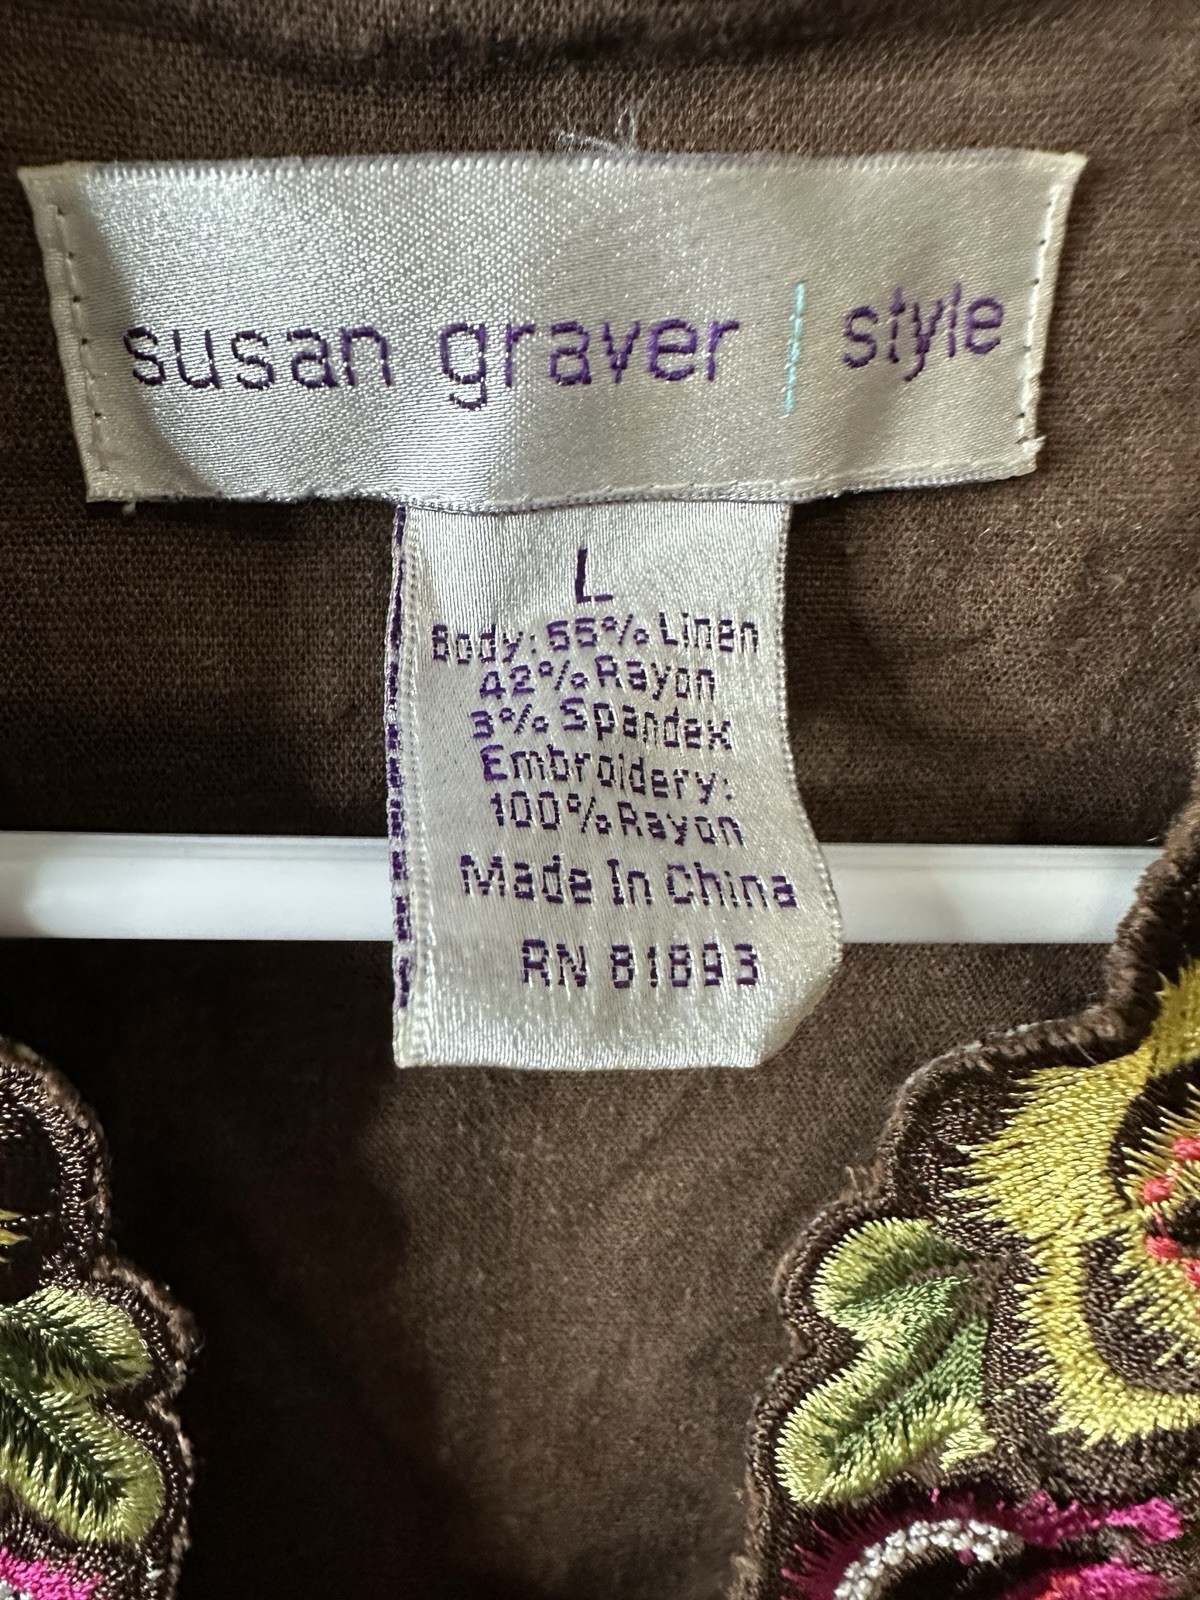 susan graver | style
L
Body: 55% Linen
42% Rayon
3% Spandex
Embroidery:
100% Rayon
Made In China
RN 81893